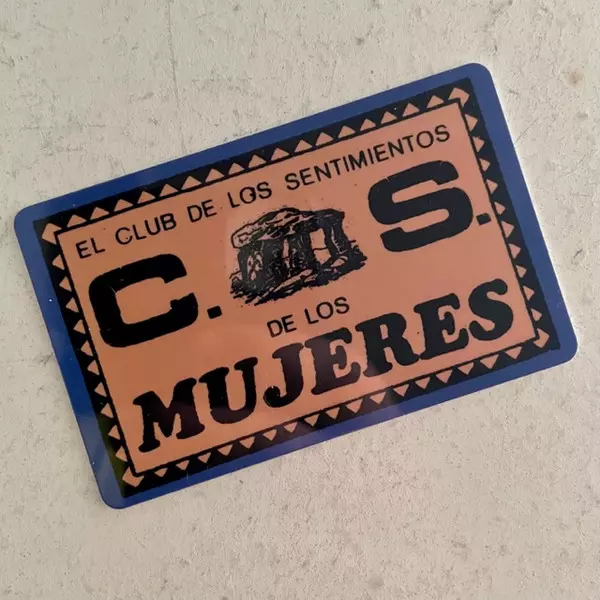 EL CLUB DE LOS SENTIMIENTOS
C. S.
DE LOS
MUJERES